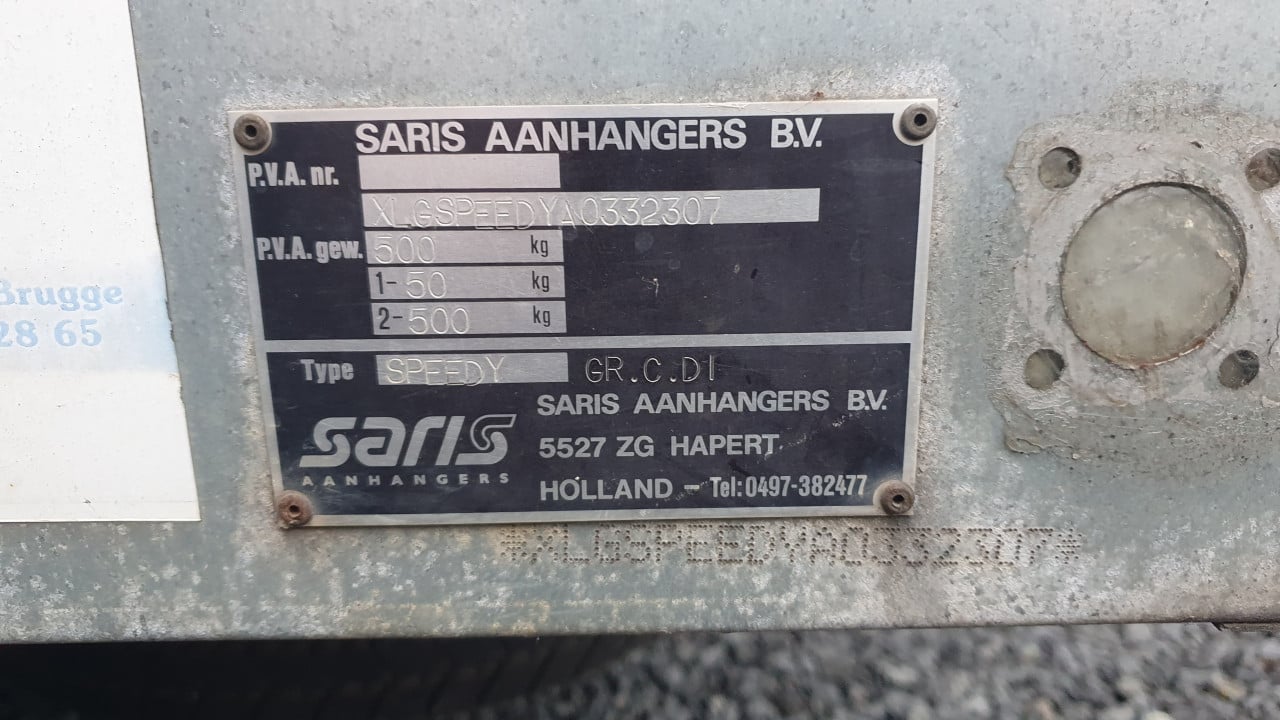 SARIS AANHANGERS B.V.
P.V.A. nr.
XLGSPEEDYA0332307
P.V.A. gew. 500 kg
1- 50 kg
2- 500 kg
Type SPEEDY GR.C.DI
saris
AANHANGERS
SARIS AANHANGERS B.V.
5527 ZG HAPERT
HOLLAND - Tel: 0497-382477
*XLGSPEEDYA0332307*
Brugge
28 65